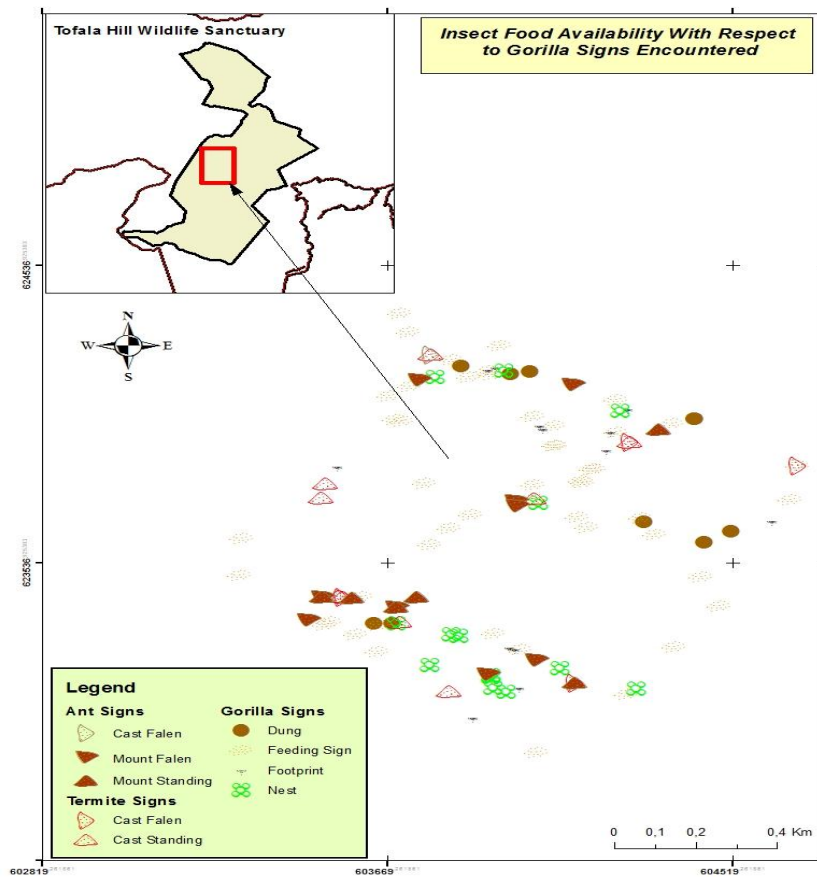 Tofala Hill Wildlife Sanctuary
Insect Food Availability With Respect
to Gorilla Signs Encountered
N
W E
S
624536
623536
Legend
Ant Signs
Cast Falen
Mount Falen
Mount Standing
Termite Signs
Cast Falen
Cast Standing
Gorilla Signs
Dung
Feeding Sign
Footprint
Nest
0 0,1 0,2 0,4 Km
602819
603669
604519